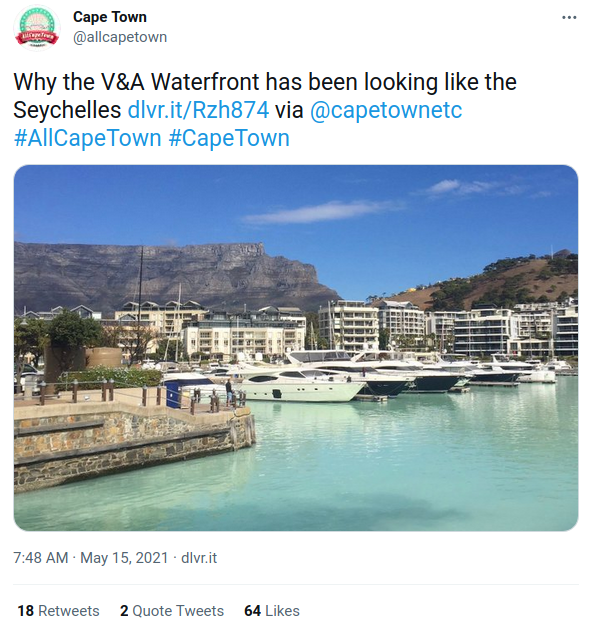 Cape Town
@allcapetown
Why the V&A Waterfront has been looking like the
Seychelles dlvr.it/Rzh874 via @capetownetc
#AllCapeTown #CapeTown
7:48 AM · May 15, 2021 · dlvr.it
18 Retweets 2 Quote Tweets 64 Likes